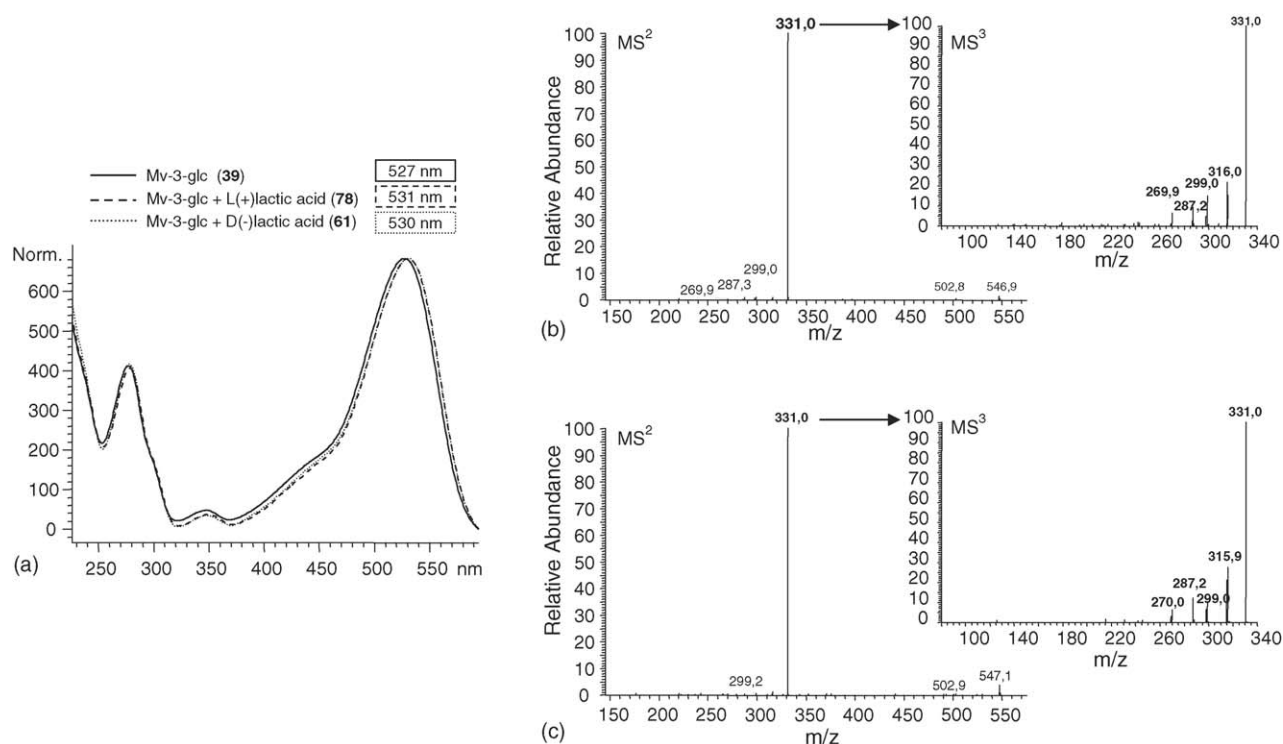 Mv-3-glc (39) 527 nm
Mv-3-glc + L(+)lactic acid (78) 531 nm
Mv-3-glc + D(-)lactic acid (61) 530 nm
Norm.
600
500
400
300
200
100
0
250 300 350 400 450 500 550 nm
(a)
MS2
331,0
100
90
80
70
60
50
40
30
20
10
0
Relative Abundance
269,9 287,3 299,0 502,8 546,9
150 200 250 300 350 400 450 500 550
m/z
(b)
MS3
331,0
100
90
80
70
60
50
40
30
20
10
0
269,9 287,2 299,0 316,0
100 140 180 220 260 300 340
m/z
MS2
331,0
100
90
80
70
60
50
40
30
20
10
0
Relative Abundance
299,2 502,9 547,1
150 200 250 300 350 400 450 500 550
m/z
(c)
MS3
331,0
100
90
80
70
60
50
40
30
20
10
0
270,0 287,2 299,0 315,9
100 140 180 220 260 300 340
m/z